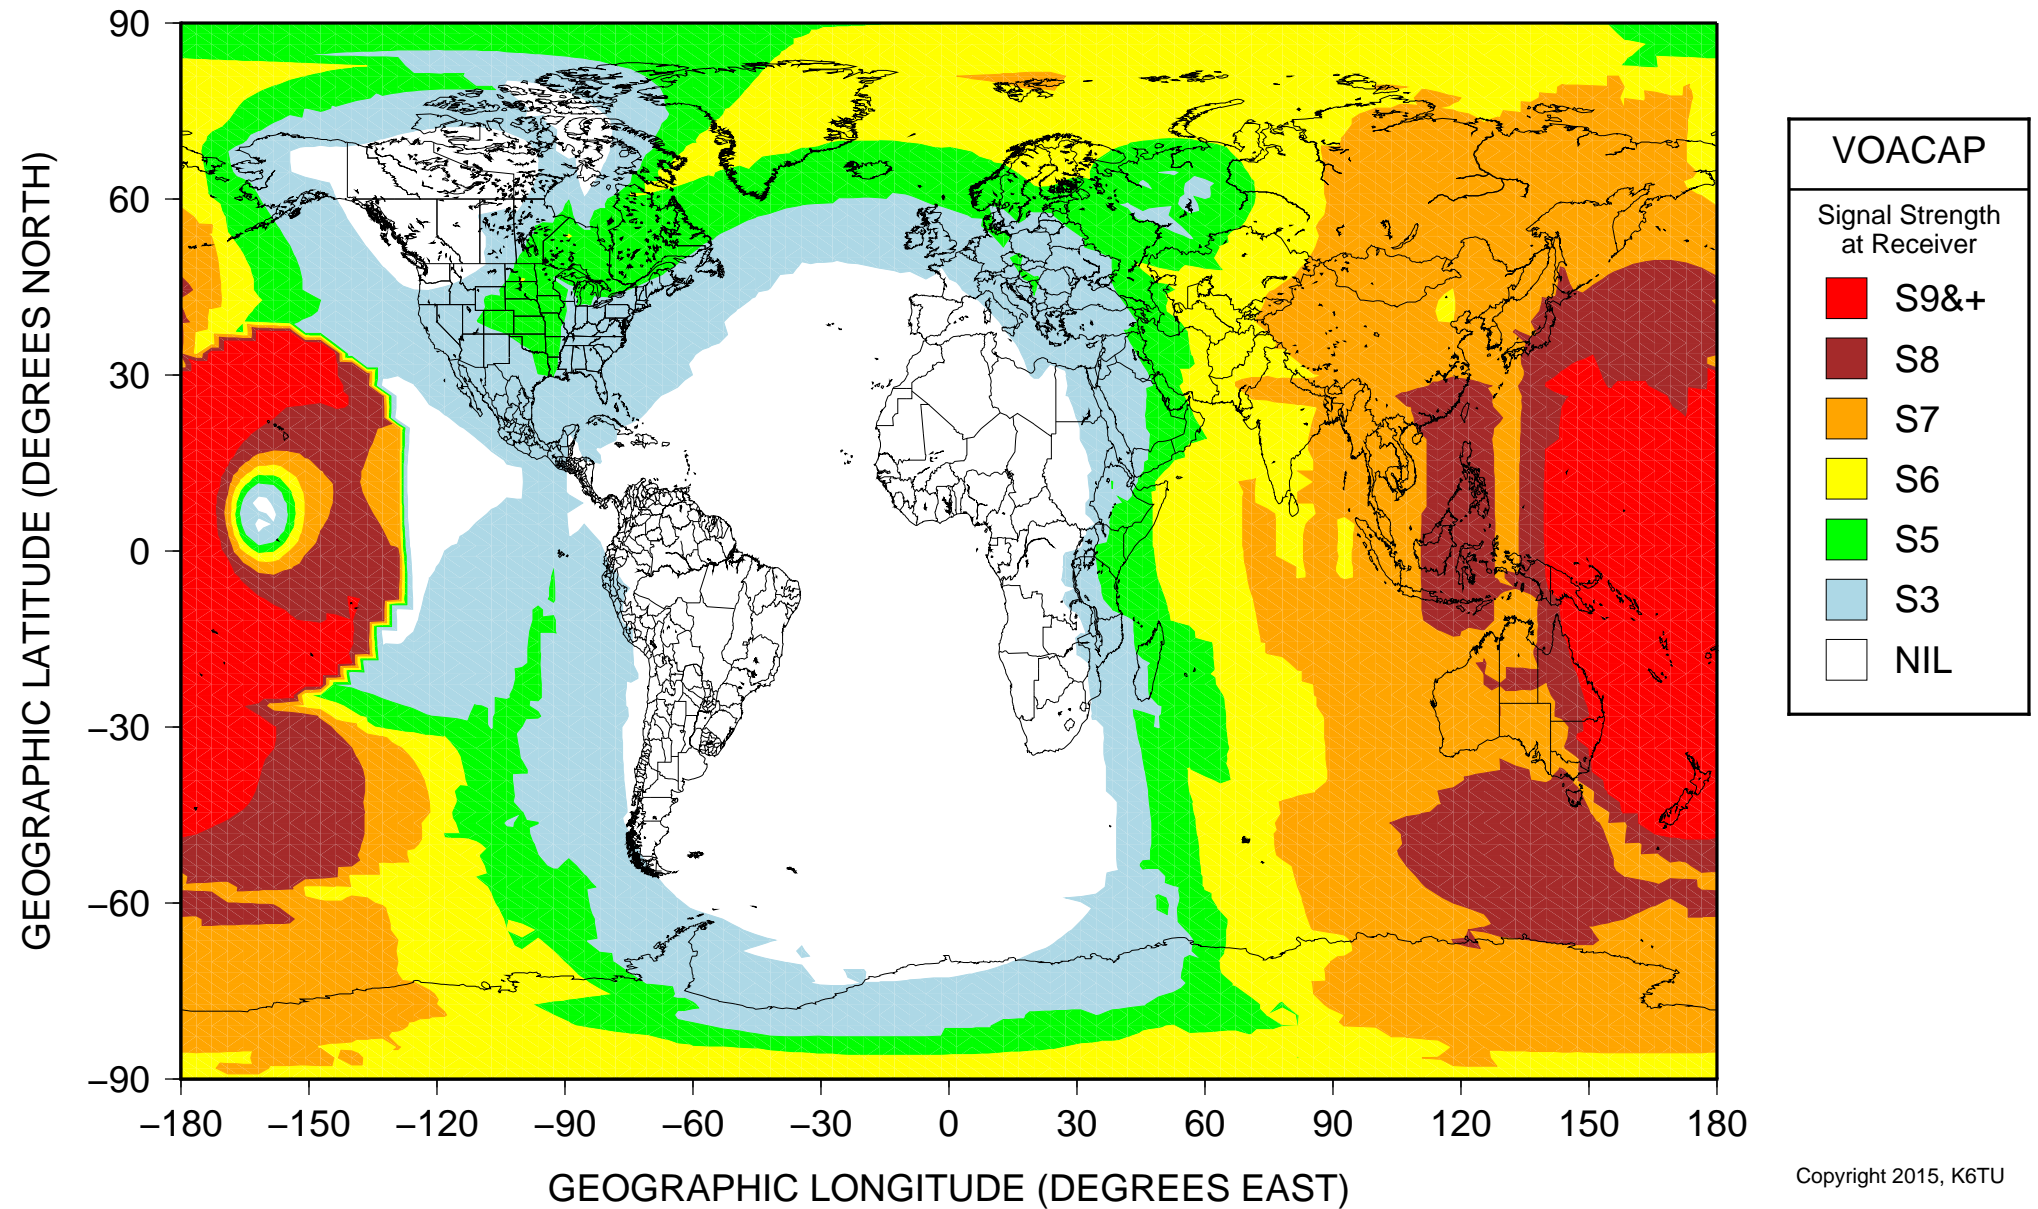 90
60
30
0
−30
−60
−90
GEOGRAPHIC LATITUDE (DEGREES NORTH)
−180 −150 −120 −90 −60 −30 0 30 60 90 120 150 180
GEOGRAPHIC LONGITUDE (DEGREES EAST)
VOACAP
Signal Strength
at Receiver
S9&+
S8
S7
S6
S5
S3
NIL
Copyright 2015, K6TU